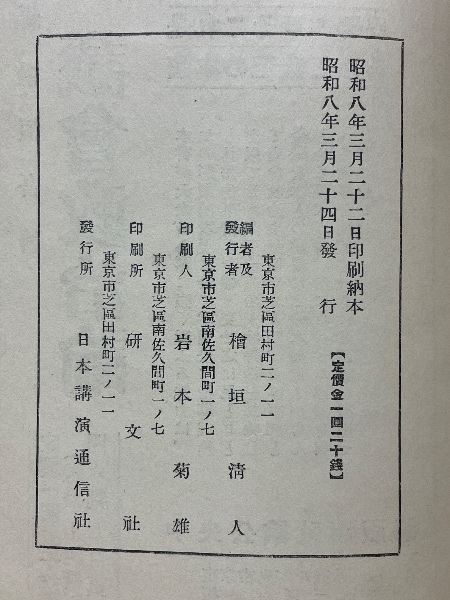 昭和八年三月二十二日印刷納本
昭和八年三月二十四日發行
【定價金一圓二十錢】
東京市芝區田村町二ノ一一
編者及發行者 檜垣淸人
東京市芝區南佐久間町一ノ七
印刷人 岩本菊雄
東京市芝區南佐久間町一ノ七
印刷所 研文社
東京市芝區田村町二ノ一一
發行所 日本講演通信社